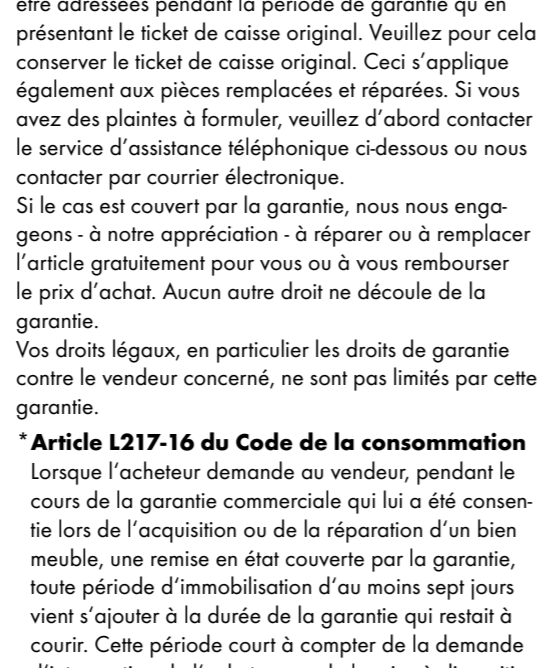 être adressées pendant la période de garantie qu'en
présentant le ticket de caisse original. Veuillez pour cela
conserver le ticket de caisse original. Ceci s’applique
également aux pièces remplacées et réparées. Si vous
avez des plaintes à formuler, veuillez d’abord contacter
le service d’assistance téléphonique ci-dessous ou nous
contacter par courrier électronique.
Si le cas est couvert par la garantie, nous nous enga-
geons - à notre appréciation - à réparer ou à remplacer
l’article gratuitement pour vous ou à vous rembourser
le prix d’achat. Aucun autre droit ne découle de la
garantie.
Vos droits légaux, en particulier les droits de garantie
contre le vendeur concerné, ne sont pas limités par cette
garantie.
*Article L217-16 du Code de la consommation
Lorsque l‘acheteur demande au vendeur, pendant le
cours de la garantie commerciale qui lui a été consen-
tie lors de l‘acquisition ou de la réparation d‘un bien
meuble, une remise en état couverte par la garantie,
toute période d‘immobilisation d‘au moins sept jours
vient s‘ajouter à la durée de la garantie qui restait à
courir. Cette période court à compter de la demande